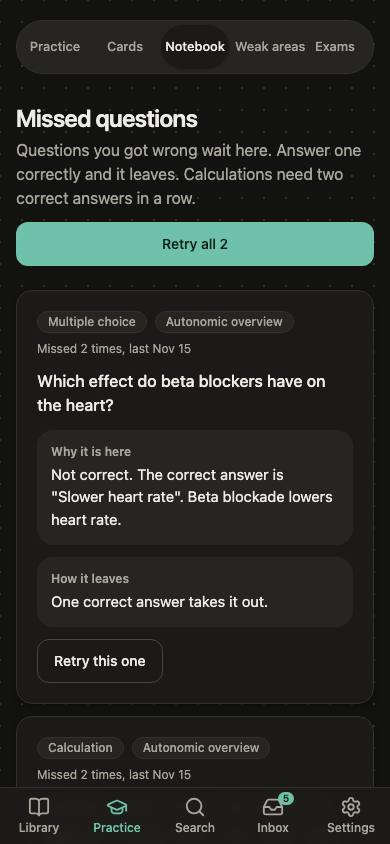 Practice Cards Notebook Weak areas Exams
Missed questions
Questions you got wrong wait here. Answer one
correctly and it leaves. Calculations need two
correct answers in a row.
Retry all 2
Multiple choice Autonomic overview
Missed 2 times, last Nov 15
Which effect do beta blockers have on
the heart?
Why it is here
Not correct. The correct answer is
"Slower heart rate". Beta blockade lowers
heart rate.
How it leaves
One correct answer takes it out.
Retry this one
Calculation Autonomic overview
Missed 2 times, last Nov 15
5
Library Practice Search Inbox Settings